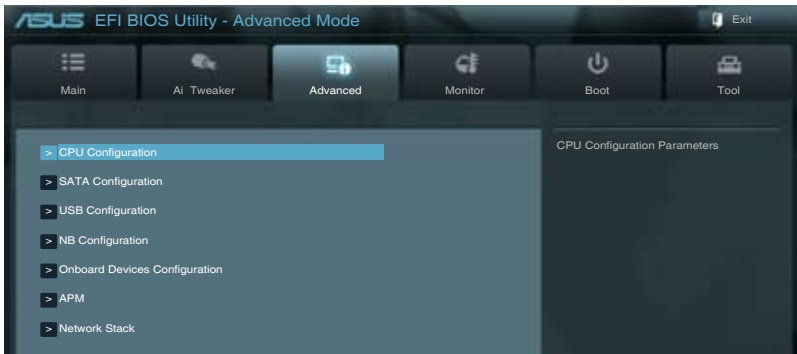 ASUS EFI BIOS Utility - Advanced Mode
Exit
Main
Ai Tweaker
Advanced
Monitor
Boot
Tool
> CPU Configuration
CPU Configuration Parameters
> SATA Configuration
> USB Configuration
> NB Configuration
> Onboard Devices Configuration
> APM
> Network Stack